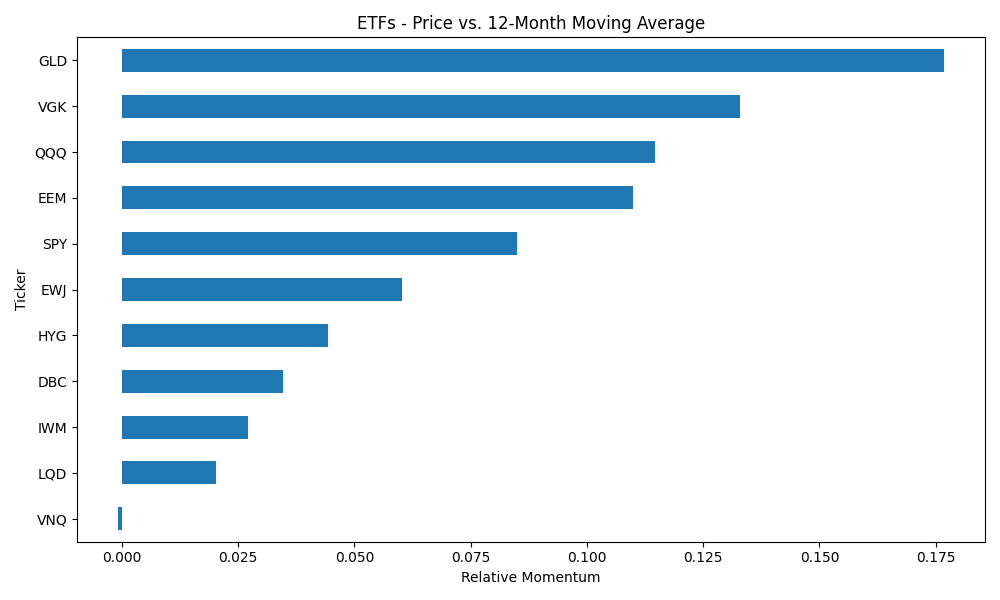 ETFs - Price vs. 12-Month Moving Average
GLD
VGK
QQQ
EEM
SPY
EWJ
HYG
DBC
IWM
LQD
VNQ
Ticker
0.000 0.025 0.050 0.075 0.100 0.125 0.150 0.175
Relative Momentum